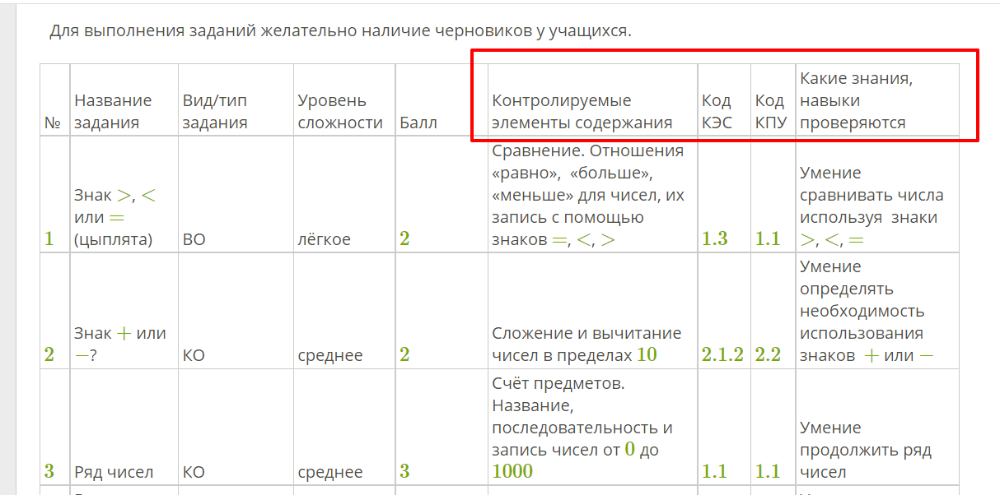 Для выполнения заданий желательно наличие черновиков у учащихся.
№
Название
задания
Вид/тип
задания
Уровень
сложности
Балл
Контролируемые
элементы содержания
Код
КЭС
Код
КПУ
Какие знания,
навыки
проверяются
1
Знак >, <
или =
(цыплята)
ВО
лёгкое
2
Сравнение. Отношения
«равно», «больше»,
«меньше» для чисел, их
запись с помощью
знаков =, <, >
1.3
1.1
Умение
сравнивать числа
используя знаки
>, <, =
2
Знак + или
−?
КО
среднее
2
Сложение и вычитание
чисел в пределах 10
2.1.2
2.2
Умение
определять
необходимость
использования
знаков + или −
3
Ряд чисел
КО
среднее
3
Счёт предметов.
Название,
последовательность и
запись чисел от 0 до
1000
1.1
1.1
Умение
продолжить ряд
чисел